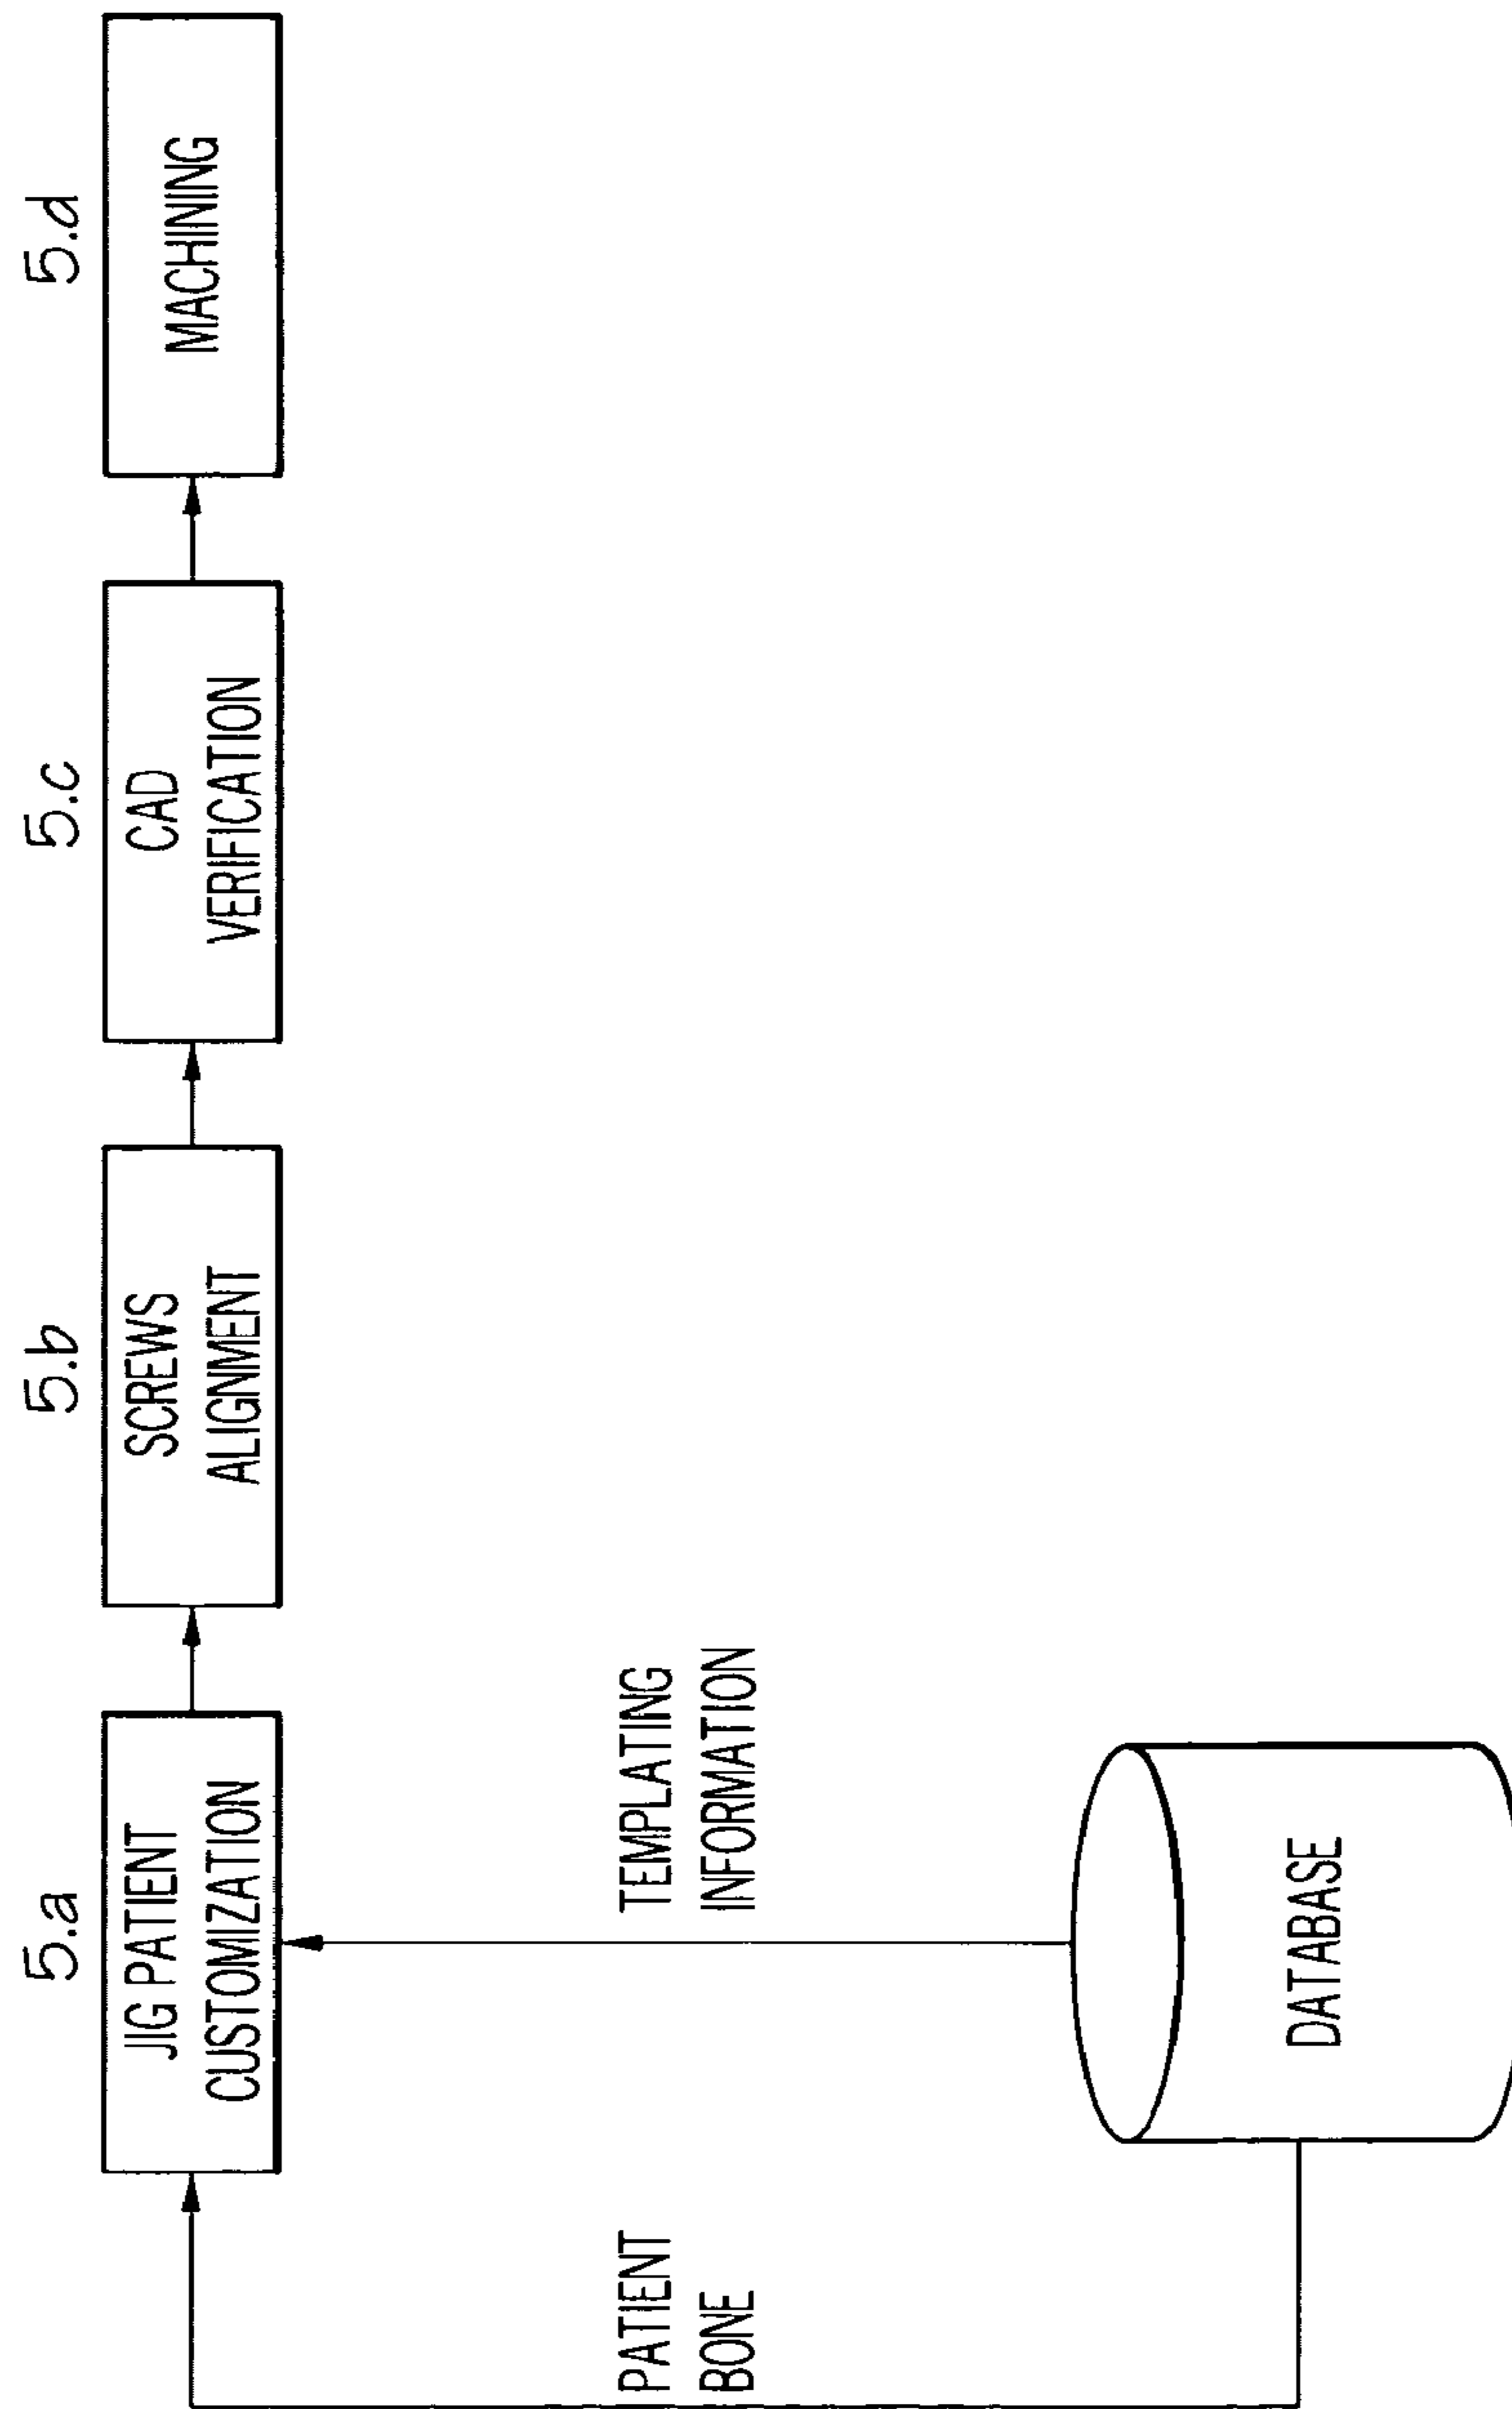 5.a
JIG PATIENT
CUSTOMIZATION
5.b
SCREWS
ALIGNMENT
5.c
CAD
VERIFICATION
5.d
MACHINING
PATIENT
BONE
TEMPLATING
INFORMATION
DATABASE